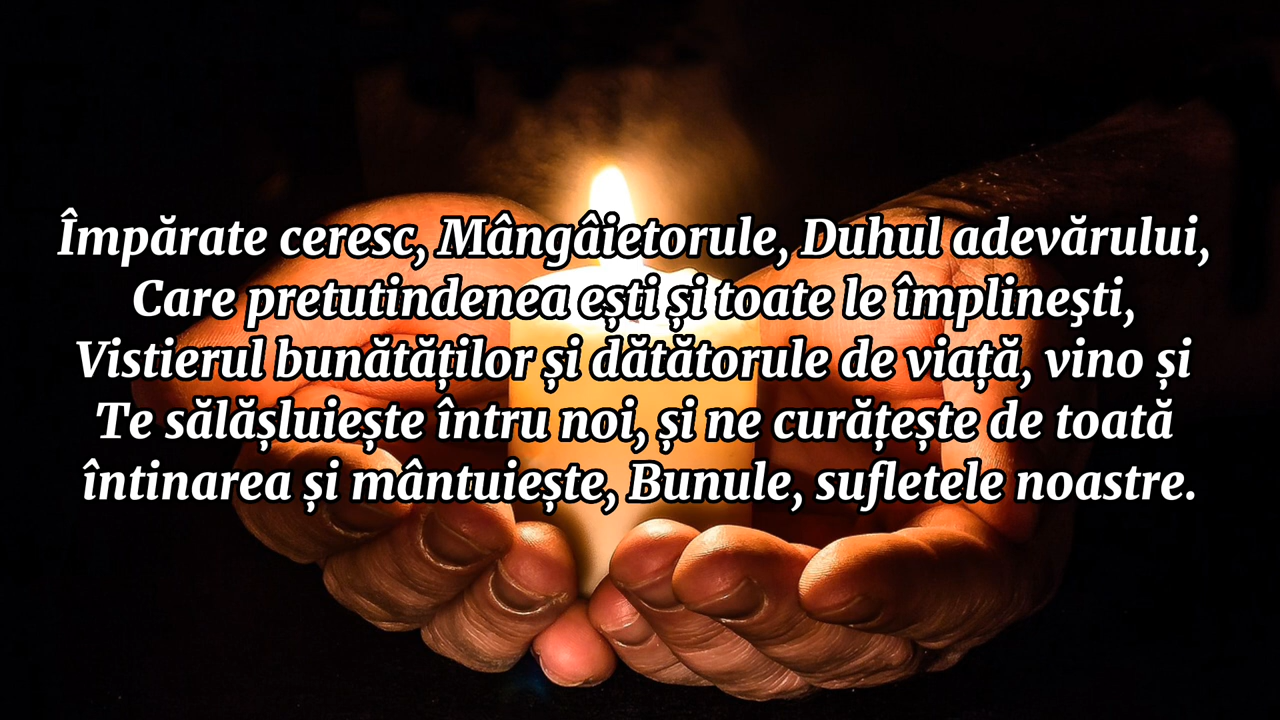 Împărate ceresc, Mângâietorule, Duhul adevărului,
Care pretutindenea ești și toate le împlineşti,
Vistierul bunătăților și dătătorule de viață, vino și
Te sălășluiește întru noi, și ne curățește de toată
întinarea și mântuiește, Bunule, sufletele noastre.